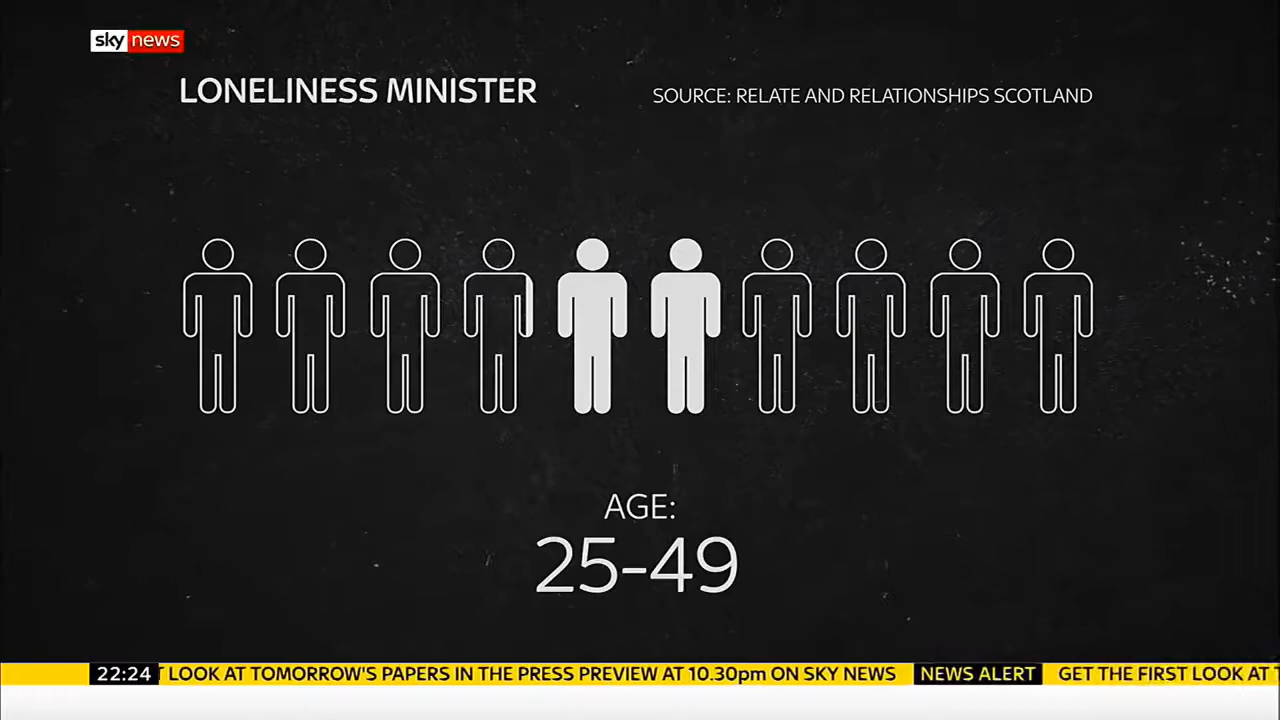 sky news
LONELINESS MINISTER
SOURCE: RELATE AND RELATIONSHIPS SCOTLAND
AGE:
25-49
22:24 LOOK AT TOMORROW'S PAPERS IN THE PRESS PREVIEW AT 10.30pm ON SKY NEWS NEWS ALERT GET THE FIRST LOOK AT